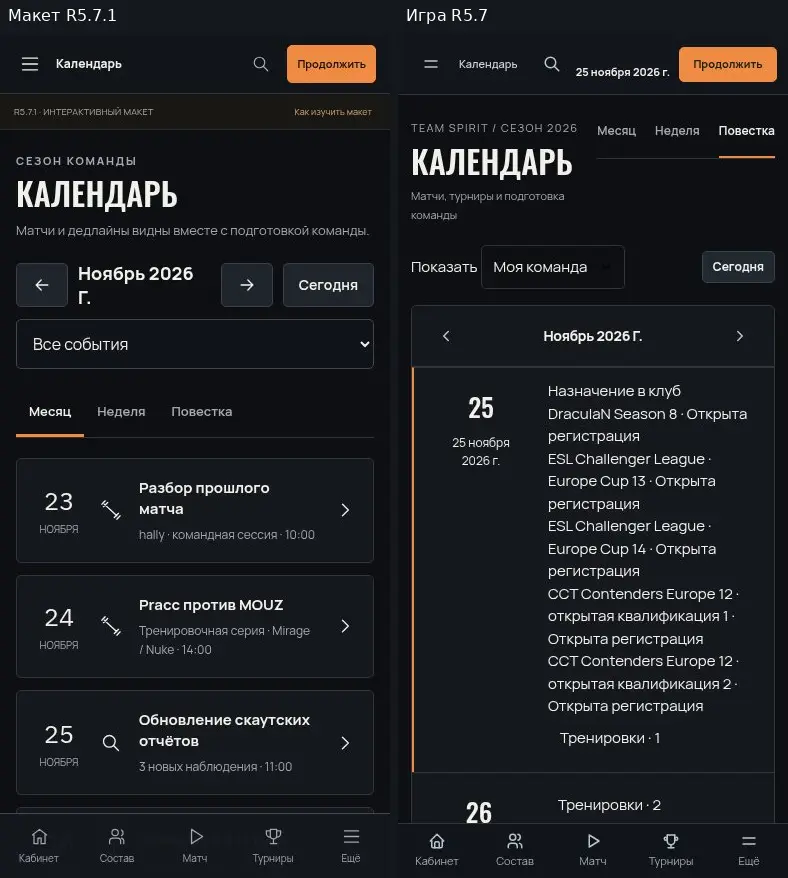 Макет R5.7.1
Календарь
Продолжить
R5.7.1 · ИНТЕРАКТИВНЫЙ МАКЕТ
Как изучить макет
СЕЗОН КОМАНДЫ
КАЛЕНДАРЬ
Матчи и дедлайны видны вместе с подготовкой команды.
Ноябрь 2026
Г.
Сегодня
Все события
Месяц
Неделя
Повестка
23
НОЯБРЯ
Разбор прошлого
матча
hally · командная сессия · 10:00
24
НОЯБРЯ
Pracc против MOUZ
Тренировочная серия · Mirage
/ Nuke · 14:00
25
НОЯБРЯ
Обновление скаутских
отчётов
3 новых наблюдения · 11:00
Кабинет
Состав
Матч
Турниры
Ещё
Игра R5.7
Календарь
25 ноября 2026 г.
Продолжить
TEAM SPIRIT / СЕЗОН 2026
КАЛЕНДАРЬ
Матчи, турниры и подготовка
команды
Месяц
Неделя
Повестка
Показать
Моя команда
Сегодня
Ноябрь 2026 Г.
25
25 ноября
2026 г.
Назначение в клуб
DraculaN Season 8 · Открыта
регистрация
ESL Challenger League ·
Europe Cup 13 · Открыта
регистрация
ESL Challenger League ·
Europe Cup 14 · Открыта
регистрация
CCT Contenders Europe 12 ·
открытая квалификация 1 ·
Открыта регистрация
CCT Contenders Europe 12 ·
открытая квалификация 2 ·
Открыта регистрация
Тренировки · 1
26
Тренировки · 2
Кабинет
Состав
Матч
Турниры
Ещё